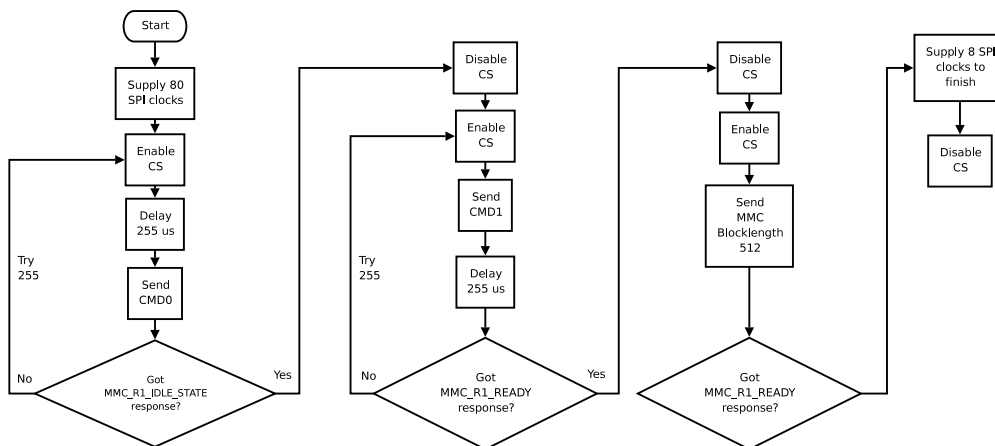 Start
Supply 80
SPI clocks
Enable
CS
Delay
255 us
Send
CMD0
Got
MMC_R1_IDLE_STATE
response?
No
Try
255
Yes
Disable
CS
Enable
CS
Send
CMD1
Delay
255 us
Got
MMC_R1_READY
response?
No
Try
255
Yes
Disable
CS
Enable
CS
Send
MMC
Blocklength
512
Got
MMC_R1_READY
response?
Supply 8 SPI
clocks to
finish
Disable
CS